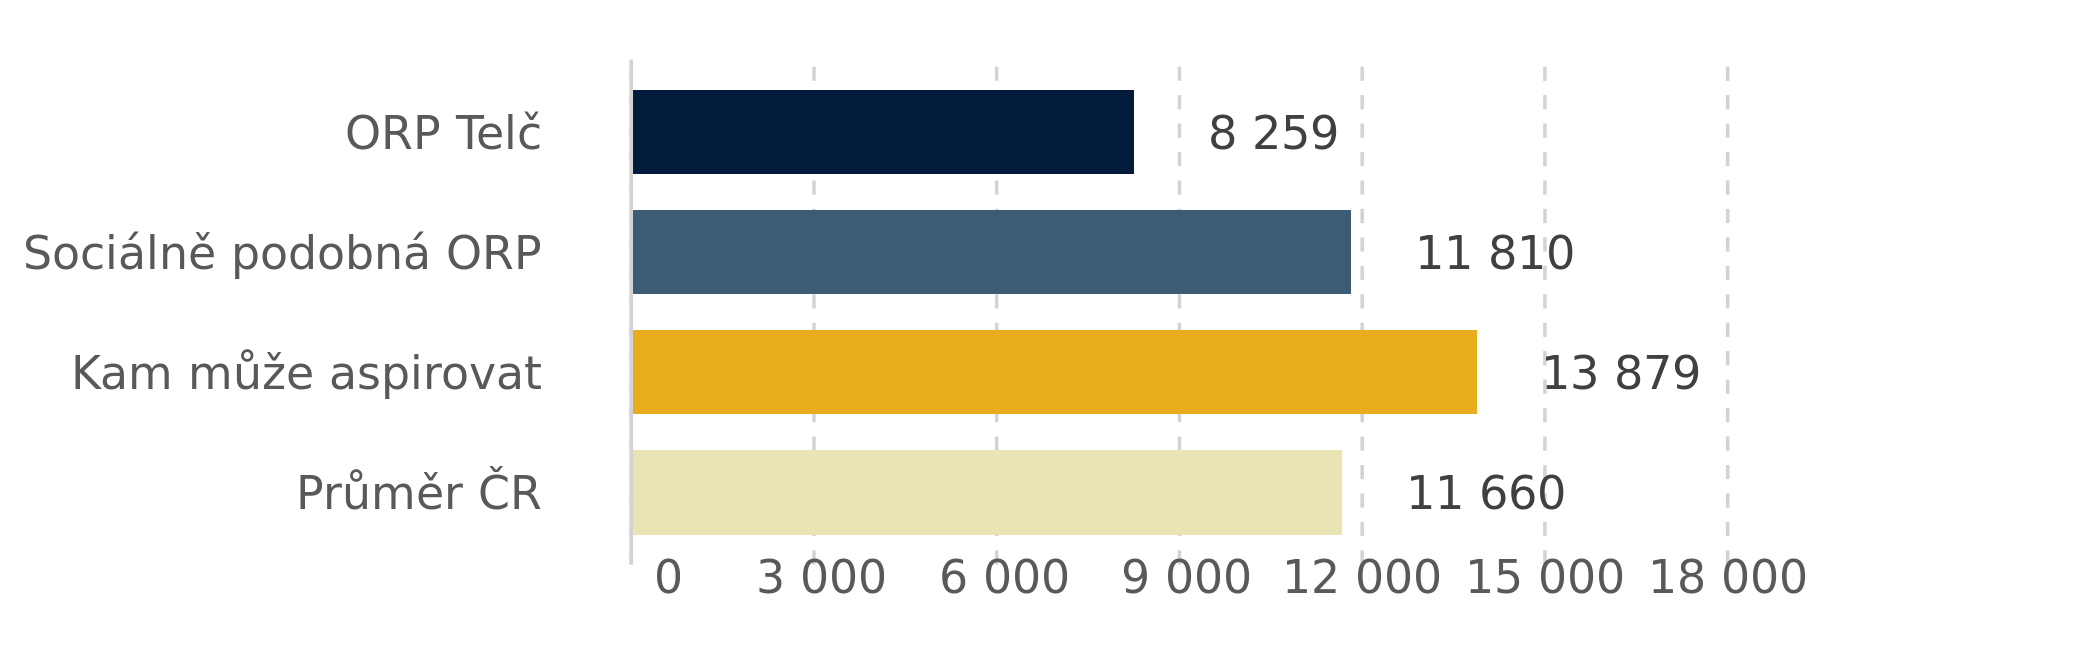 ORP Telč 8 259
Sociálně podobná ORP 11 810
Kam může aspirovat 13 879
Průměr ČR 11 660
0 3 000 6 000 9 000 12 000 15 000 18 000